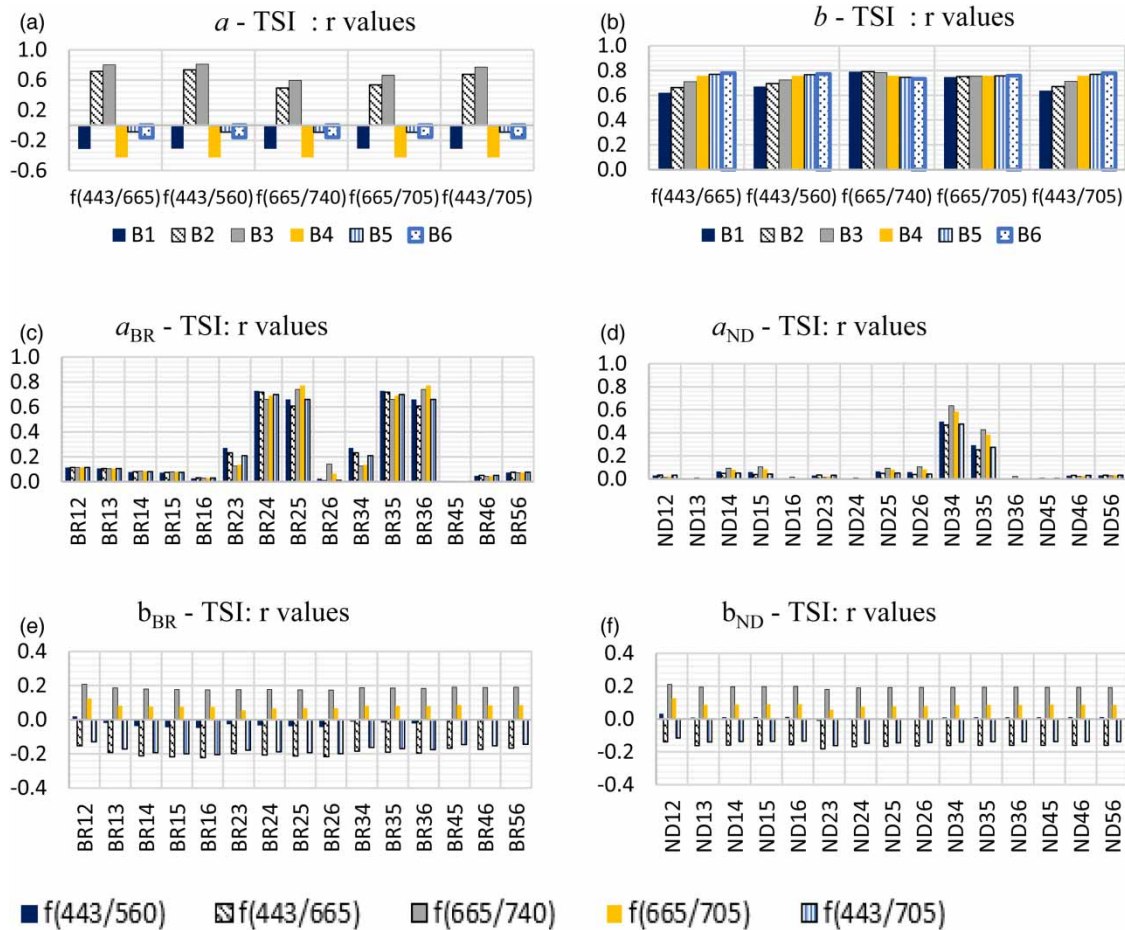 (a) a - TSI : r values
1.0
0.6
0.2
-0.2
-0.6
f(443/665) f(443/560) f(665/740) f(665/705) f(443/705)
B1 B2 B3 B4 B5 B6
(b) b - TSI : r values
1.0
0.8
0.6
0.4
0.2
0.0
f(443/665) f(443/560) f(665/740) f(665/705) f(443/705)
B1 B2 B3 B4 B5 B6
(c) aBR - TSI: r values
1.0
0.8
0.6
0.4
0.2
0.0
BR12 BR13 BR14 BR15 BR16 BR23 BR24 BR25 BR26 BR34 BR35 BR36 BR45 BR46 BR56
(d) aND - TSI: r values
1.0
0.8
0.6
0.4
0.2
0.0
ND12 ND13 ND14 ND15 ND16 ND23 ND24 ND25 ND26 ND34 ND35 ND36 ND45 ND46 ND56
(e) bBR - TSI: r values
0.4
0.2
0.0
-0.2
-0.4
BR12 BR13 BR14 BR15 BR16 BR23 BR24 BR25 BR26 BR34 BR35 BR36 BR45 BR46 BR56
(f) bND - TSI: r values
0.4
0.2
0.0
-0.2
-0.4
ND12 ND13 ND14 ND15 ND16 ND23 ND24 ND25 ND26 ND34 ND35 ND36 ND45 ND46 ND56
f(443/560) f(443/665) f(665/740) f(665/705) f(443/705)